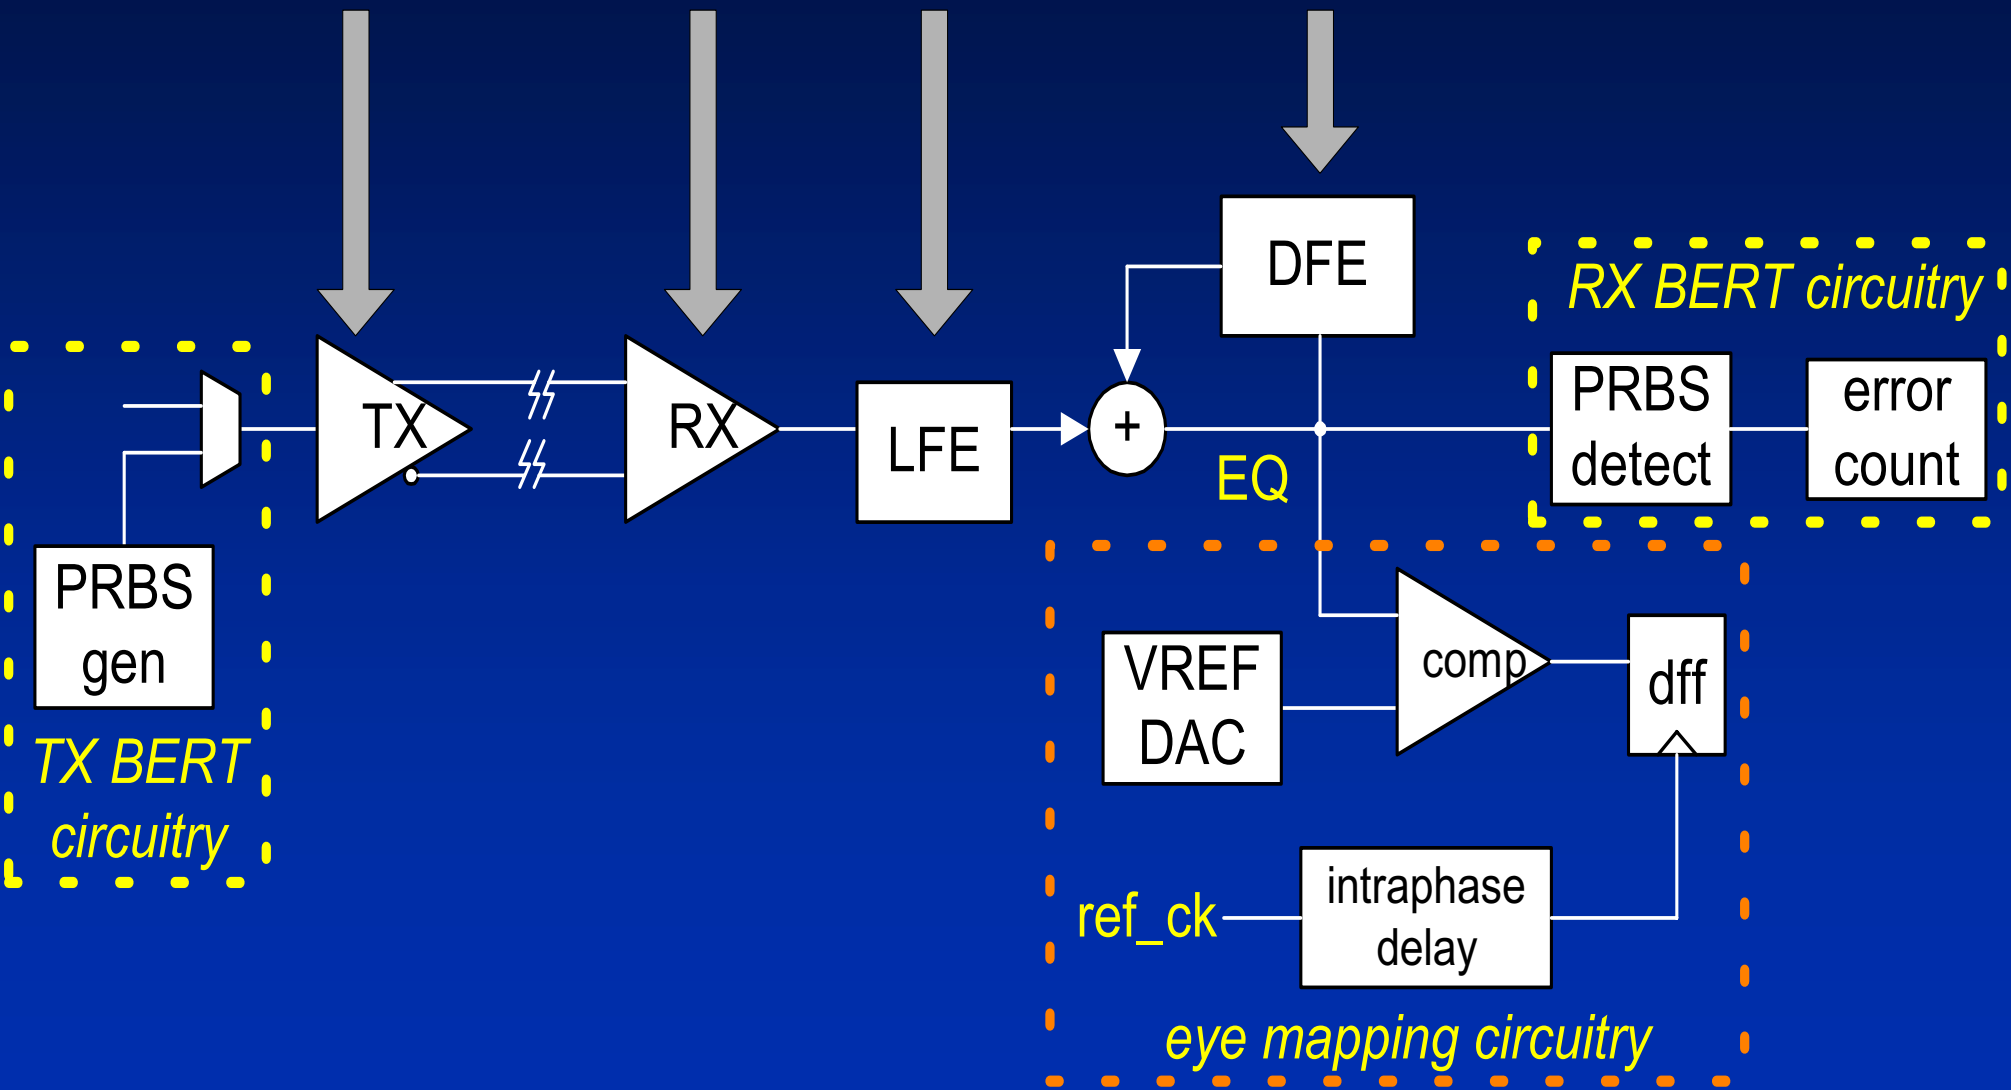 DFE
RX BERT circuitry
TX
RX
LFE
+
EQ
PRBS
detect
error
count
PRBS
gen
TX BERT
circuitry
VREF
DAC
comp
dff
ref_ck
intraphase
delay
eye mapping circuitry